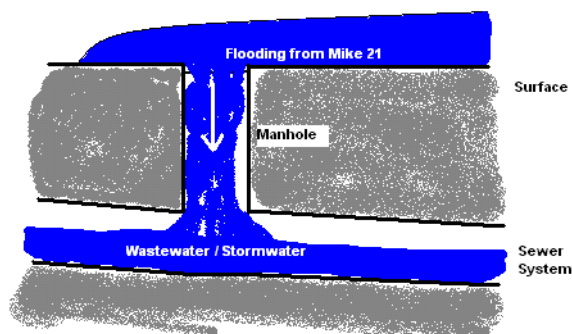 Flooding from Mike 21
Surface
Manhole
Wastewater / Stormwater
Sewer
System